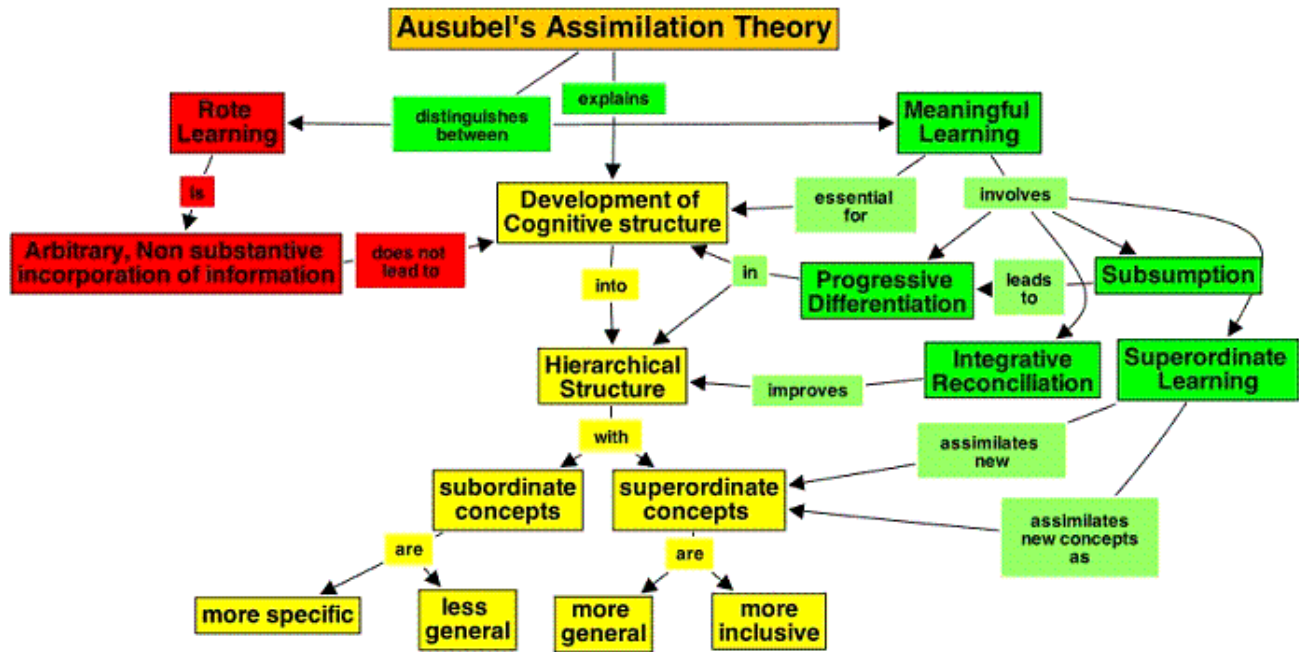 Ausubel's Assimilation Theory
explains
Rote
Learning
distinguishes
between
Meaningful
Learning
is
essential
for
involves
Development of
Cognitive structure
Arbitrary, Non substantive
incorporation of information
does not
lead to
in
Progressive
Differentiation
leads
to
Subsumption
into
Hierarchical
Structure
improves
Integrative
Reconciliation
Superordinate
Learning
with
assimilates
new
subordinate
concepts
superordinate
concepts
assimilates
new concepts
as
are
are
more specific
less
general
more
general
more
inclusive